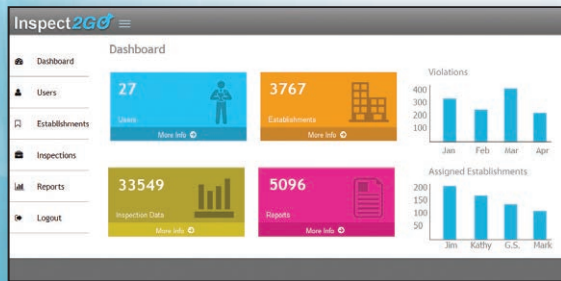 Inspect2GO
Dashboard
Dashboard
Users
Establishments
Inspections
Reports
Logout
27
Users
More Info
3767
Establishments
More Info
33549
Inspection Data
More Info
5096
Reports
More Info
Violations
400
300
200
100
Jan Feb Mar Apr
Assigned Establishments
200
150
100
50
Jim Kathy G.S. Mark